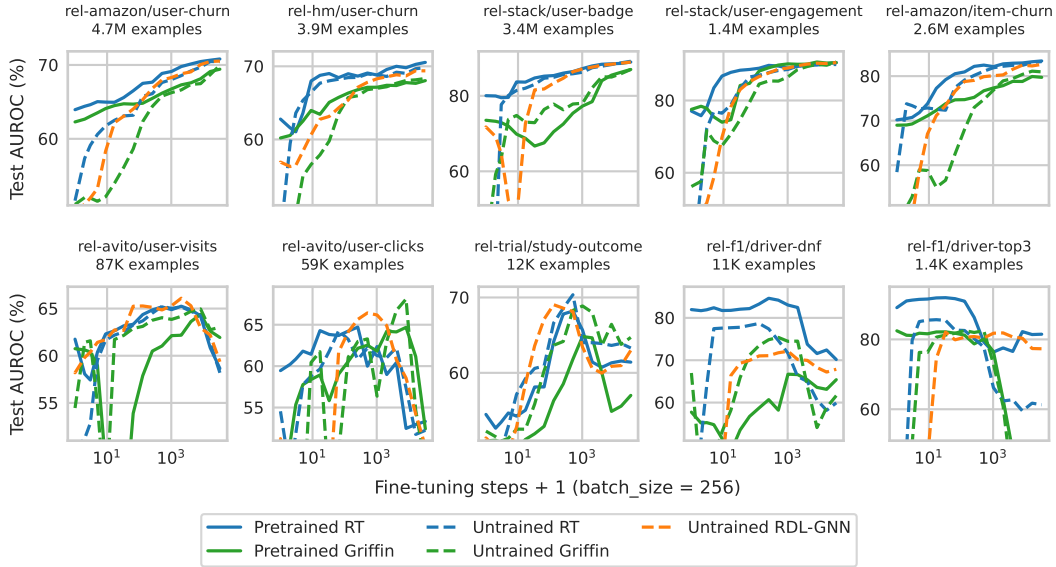 rel-amazon/user-churn
4.7M examples
rel-hm/user-churn
3.9M examples
rel-stack/user-badge
3.4M examples
rel-stack/user-engagement
1.4M examples
rel-amazon/item-churn
2.6M examples
Test AUROC (%)
70
60
70
60
80
60
80
60
80
70
60
rel-avito/user-visits
87K examples
rel-avito/user-clicks
59K examples
rel-trial/study-outcome
12K examples
rel-f1/driver-dnf
11K examples
rel-f1/driver-top3
1.4K examples
Test AUROC (%)
65
60
55
65
60
55
70
60
80
70
60
80
60
10¹ 10³
10¹ 10³
10¹ 10³
10¹ 10³
10¹ 10³
Fine-tuning steps + 1 (batch_size = 256)
Pretrained RT
Untrained RT
Untrained RDL-GNN
Pretrained Griffin
Untrained Griffin